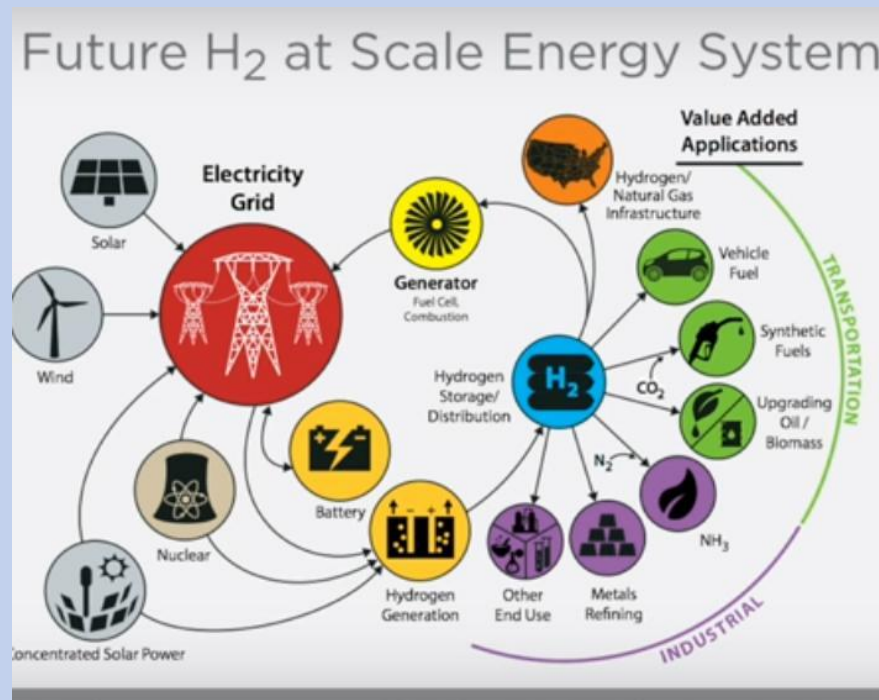 Future H₂ at Scale Energy System
Value Added
Applications
Electricity
Grid
Solar
Wind
Nuclear
Concentrated Solar Power
Battery
Generator
Fuel Cell,
Combustion
Hydrogen/
Natural Gas
Infrastructure
Vehicle
Fuel
Synthetic
Fuels
CO₂
Upgrading
Oil /
Biomass
Hydrogen
Storage/
Distribution
H₂
N₂
NH₃
Hydrogen
Generation
Other
End Use
Metals
Refining
TRANSPORTATION
INDUSTRIAL